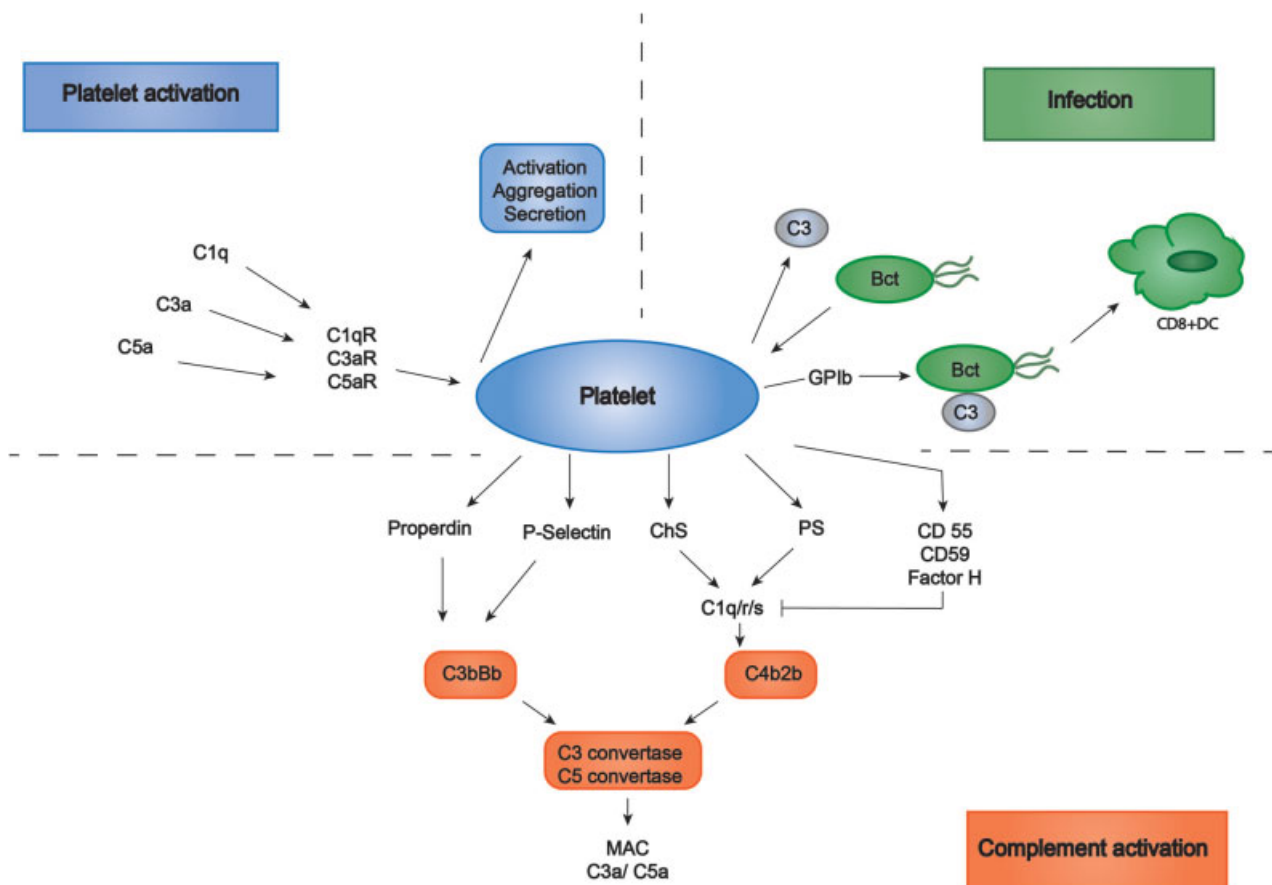 Platelet activation
Infection
Activation
Aggregation
Secretion
C1q
C3a
C5a
C1qR
C3aR
C5aR
C3
Bct
CD8+DC
Platelet
GPIb
Bct
C3
Properdin
P-Selectin
ChS
PS
CD 55
CD59
Factor H
C1q/r/s
C3bBb
C4b2b
C3 convertase
C5 convertase
MAC
C3a/ C5a
Complement activation